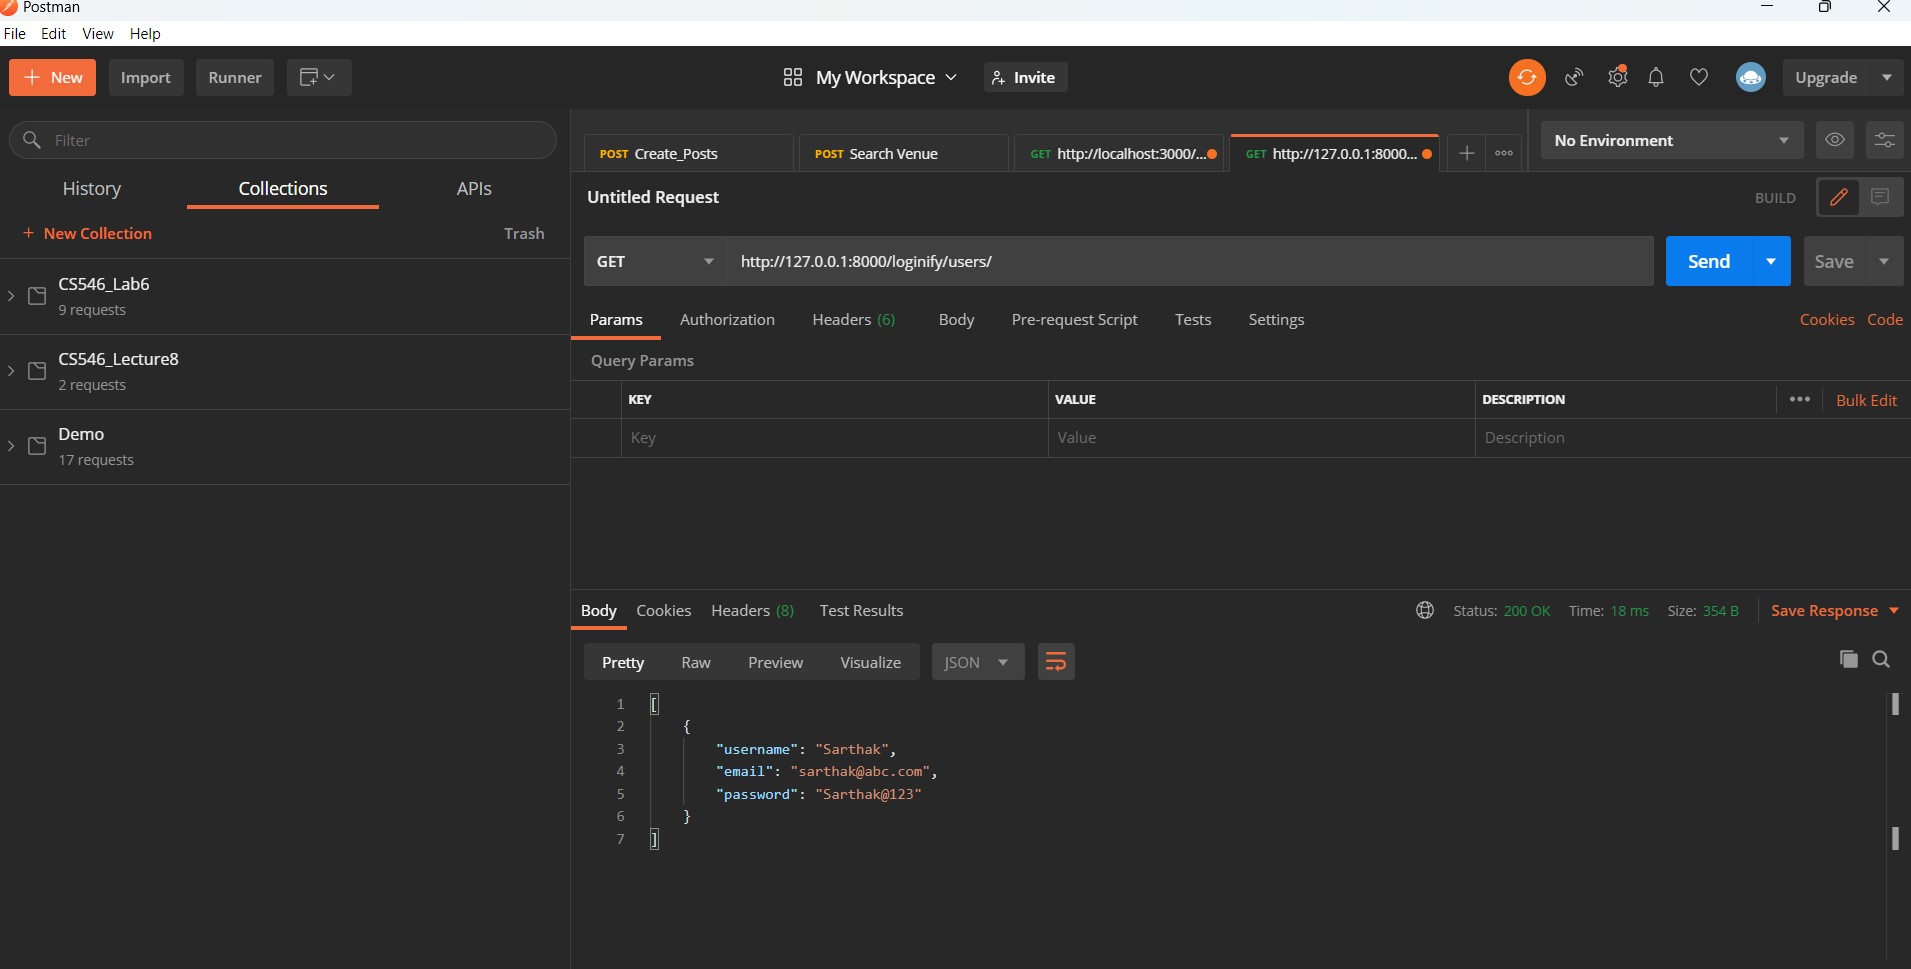 Postman
File Edit View Help
+ New Import Runner My Workspace Invite Upgrade
Filter
History Collections APIs
+ New Collection Trash
CS546_Lab6
9 requests
CS546_Lecture8
2 requests
Demo
17 requests
POST Create_Posts POST Search Venue GET http://localhost:3000/... GET http://127.0.0.1:8000... + ooo No Environment
Untitled Request BUILD
GET http://127.0.0.1:8000/loginify/users/ Send Save
Params Authorization Headers (6) Body Pre-request Script Tests Settings Cookies Code
Query Params
KEY VALUE DESCRIPTION ••• Bulk Edit
Key Value Description
Body Cookies Headers (8) Test Results Status: 200 OK Time: 18 ms Size: 354 B Save Response
Pretty Raw Preview Visualize JSON
1 [
2 {
3 "username": "Sarthak",
4 "email": "sarthak@abc.com",
5 "password": "Sarthak@123"
6 }
7 ]